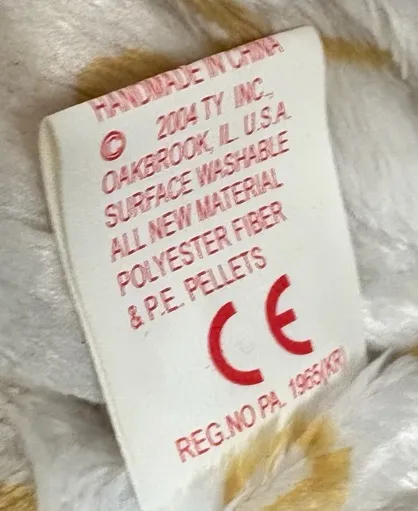 HANDMADE IN CHINA
© 2004 TY INC.,
OAKBROOK, IL. U.S.A.
SURFACE WASHABLE
ALL NEW MATERIAL
POLYESTER FIBER
& P.E. PELLETS
CE
REG.NO PA. 1965(KR)